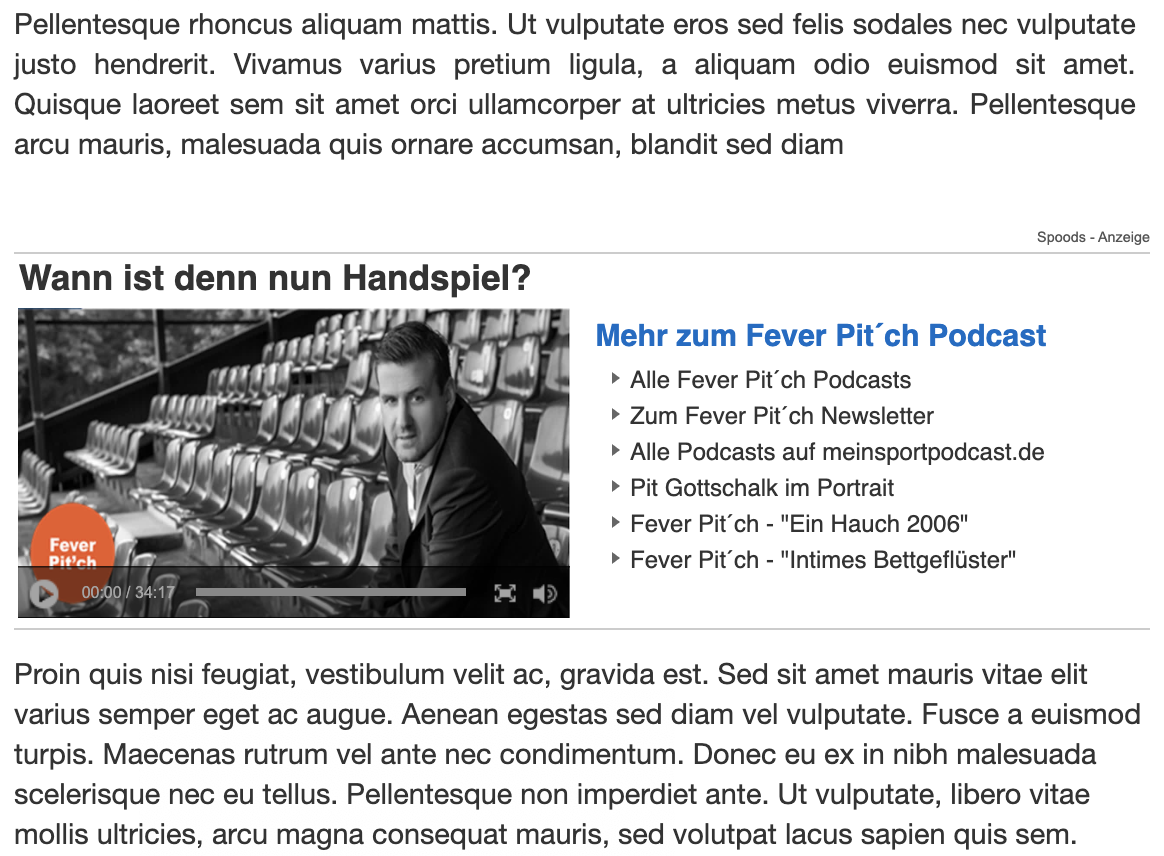 Pellentesque rhoncus aliquam mattis. Ut vulputate eros sed felis sodales nec vulputate
justo hendrerit. Vivamus varius pretium ligula, a aliquam odio euismod sit amet.
Quisque laoreet sem sit amet orci ullamcorper at ultricies metus viverra. Pellentesque
arcu mauris, malesuada quis ornare accumsan, blandit sed diam
Spoods - Anzeige
Wann ist denn nun Handspiel?
Fever
Pit'ch
00:00 / 34:17
Mehr zum Fever Pit´ch Podcast
Alle Fever Pit´ch Podcasts
Zum Fever Pit´ch Newsletter
Alle Podcasts auf meinsportpodcast.de
Pit Gottschalk im Portrait
Fever Pit´ch - "Ein Hauch 2006"
Fever Pit´ch - "Intimes Bettgeflüster"
Proin quis nisi feugiat, vestibulum velit ac, gravida est. Sed sit amet mauris vitae elit
varius semper eget ac augue. Aenean egestas sed diam vel vulputate. Fusce a euismod
turpis. Maecenas rutrum vel ante nec condimentum. Donec eu ex in nibh malesuada
scelerisque nec eu tellus. Pellentesque non imperdiet ante. Ut vulputate, libero vitae
mollis ultricies, arcu magna consequat mauris, sed volutpat lacus sapien quis sem.